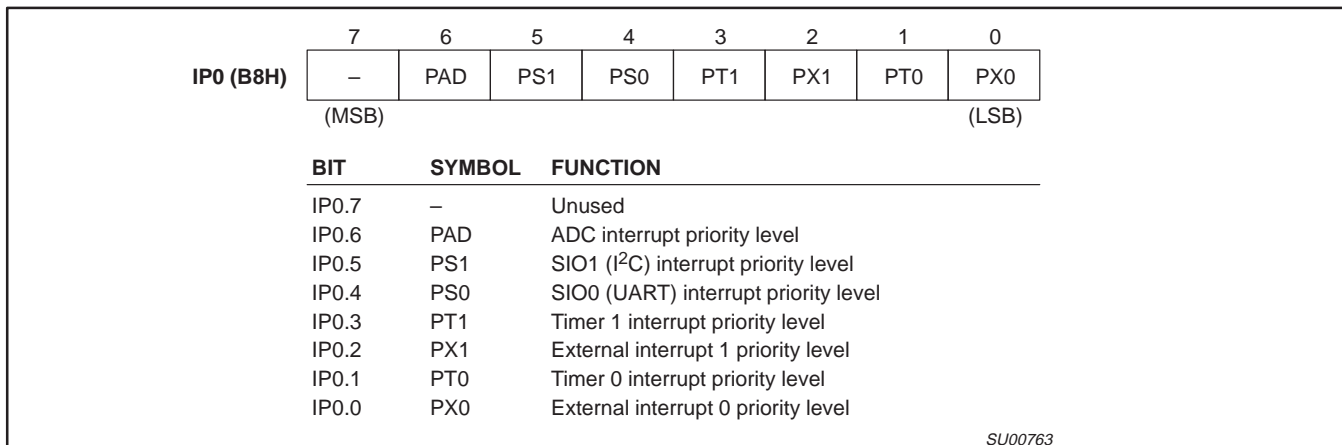 7 6 5 4 3 2 1 0
IP0 (B8H) – PAD PS1 PS0 PT1 PX1 PT0 PX0
(MSB) (LSB)
BIT SYMBOL FUNCTION
IP0.7 – Unused
IP0.6 PAD ADC interrupt priority level
IP0.5 PS1 SIO1 (I²C) interrupt priority level
IP0.4 PS0 SIO0 (UART) interrupt priority level
IP0.3 PT1 Timer 1 interrupt priority level
IP0.2 PX1 External interrupt 1 priority level
IP0.1 PT0 Timer 0 interrupt priority level
IP0.0 PX0 External interrupt 0 priority level
SU00763